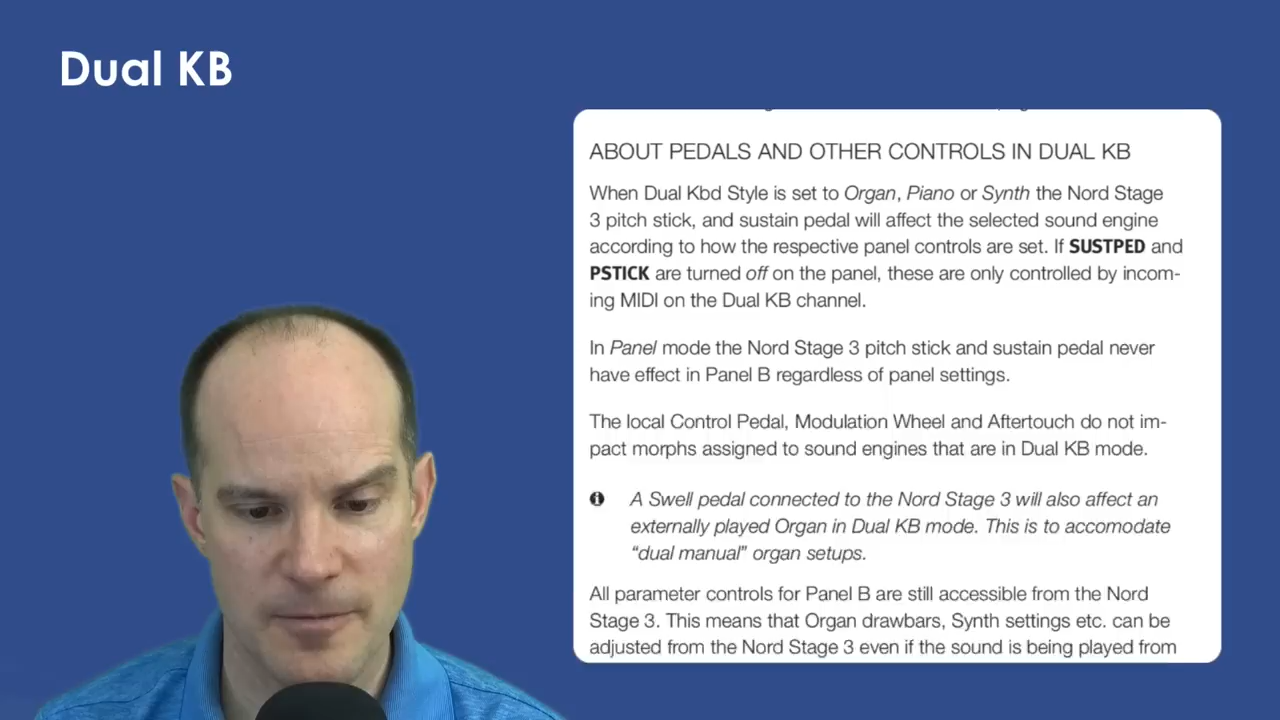 Dual KB
ABOUT PEDALS AND OTHER CONTROLS IN DUAL KB
When Dual Kbd Style is set to Organ, Piano or Synth the Nord Stage
3 pitch stick, and sustain pedal will affect the selected sound engine
according to how the respective panel controls are set. If SUSTPED and
PSTICK are turned off on the panel, these are only controlled by incom-
ing MIDI on the Dual KB channel.
In Panel mode the Nord Stage 3 pitch stick and sustain pedal never
have effect in Panel B regardless of panel settings.
The local Control Pedal, Modulation Wheel and Aftertouch do not im-
pact morphs assigned to sound engines that are in Dual KB mode.
A Swell pedal connected to the Nord Stage 3 will also affect an
externally played Organ in Dual KB mode. This is to accomodate
“dual manual” organ setups.
All parameter controls for Panel B are still accessible from the Nord
Stage 3. This means that Organ drawbars, Synth settings etc. can be
adjusted from the Nord Stage 3 even if the sound is being played from